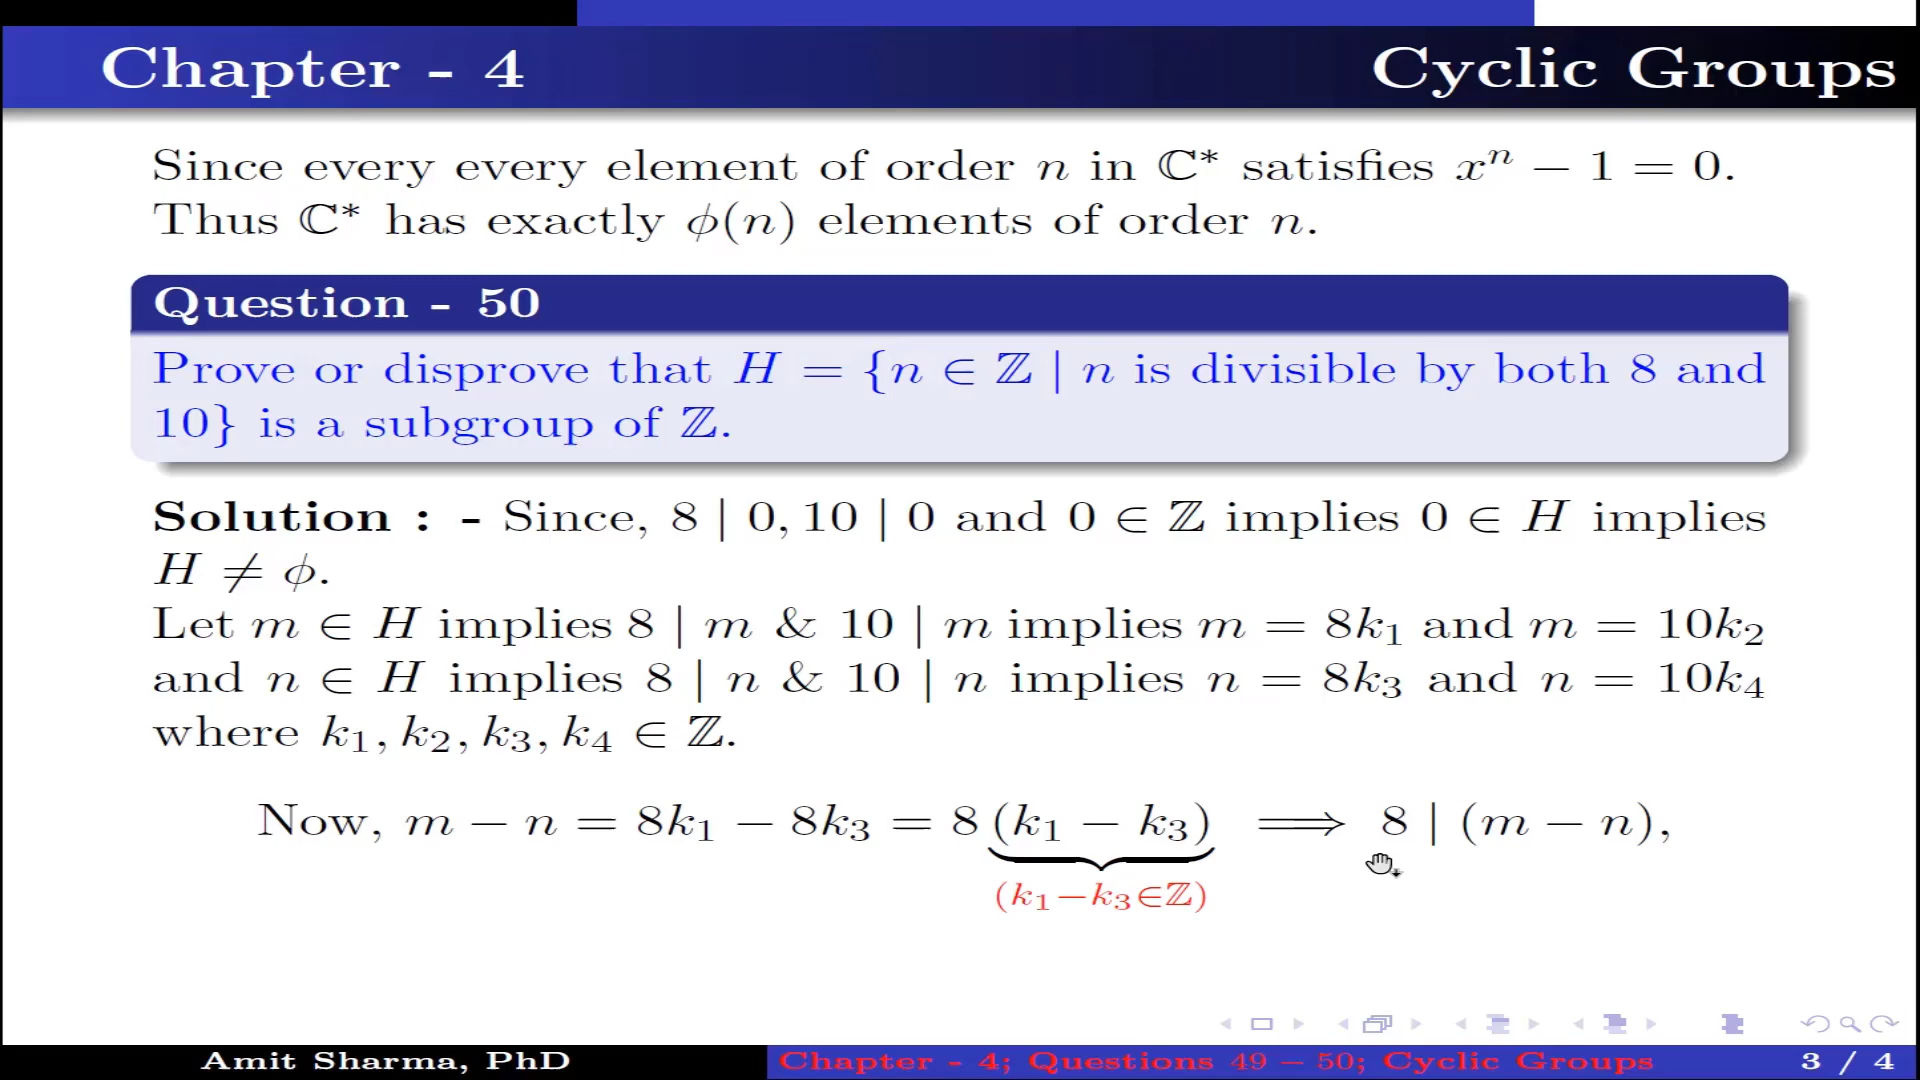 Chapter - 4 Cyclic Groups
Since every every element of order n in ℂ* satisfies xⁿ − 1 = 0.
Thus ℂ* has exactly ϕ(n) elements of order n.
Question - 50
Prove or disprove that H = {n ∈ ℤ | n is divisible by both 8 and
10} is a subgroup of ℤ.
Solution : - Since, 8 | 0, 10 | 0 and 0 ∈ ℤ implies 0 ∈ H implies
H ≠ ϕ.
Let m ∈ H implies 8 | m & 10 | m implies m = 8k₁ and m = 10k₂
and n ∈ H implies 8 | n & 10 | n implies n = 8k₃ and n = 10k₄
where k₁, k₂, k₃, k₄ ∈ ℤ.
Now, m − n = 8k₁ − 8k₃ = 8 (k₁ − k₃) ⟹ 8 | (m − n),
(k₁−k₃∈ℤ)
Amit Sharma, PhD Chapter - 4; Questions 49 − 50; Cyclic Groups 3 / 4